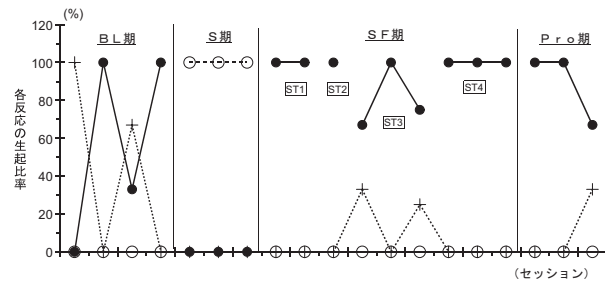 (%)
120
100
80
60
40
20
0
各反応の生起比率
ＢＬ期
Ｓ期
ＳＦ期
Ｐｒｏ期
ST1
ST2
ST3
ST4
（セッション）